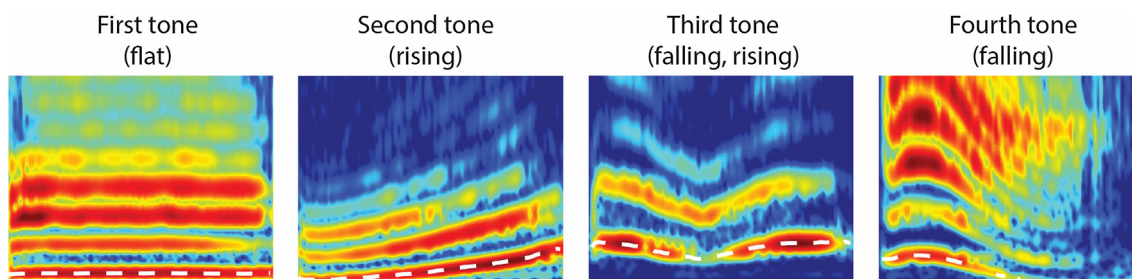 First tone
(flat)
Second tone
(rising)
Third tone
(falling, rising)
Fourth tone
(falling)